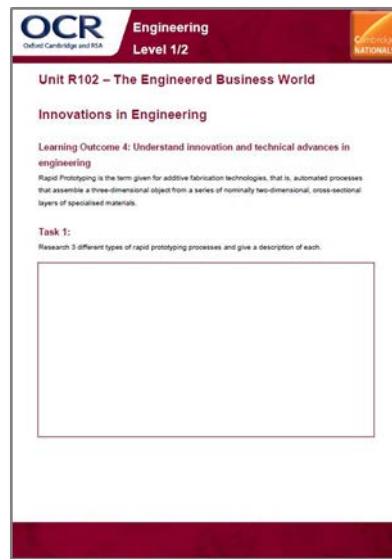 OCR
Oxford Cambridge and RSA
Engineering
Level 1/2
Cambridge
NATIONALS
Unit R102 – The Engineered Business World
Innovations in Engineering
Learning Outcome 4: Understand innovation and technical advances in
engineering
Rapid Prototyping is the term given for additive fabrication technologies, that is, automated processes
that assemble a three-dimensional object from a series of nominally two-dimensional, cross-sectional
layers of specialised materials.
Task 1:
Research 3 different types of rapid prototyping processes and give a description of each.